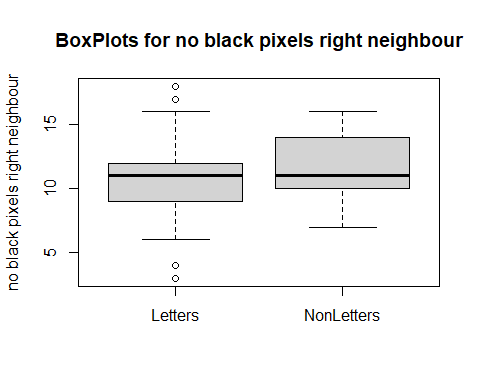 BoxPlots for no black pixels right neighbour
no black pixels right neighbour
15
10
5
Letters
NonLetters